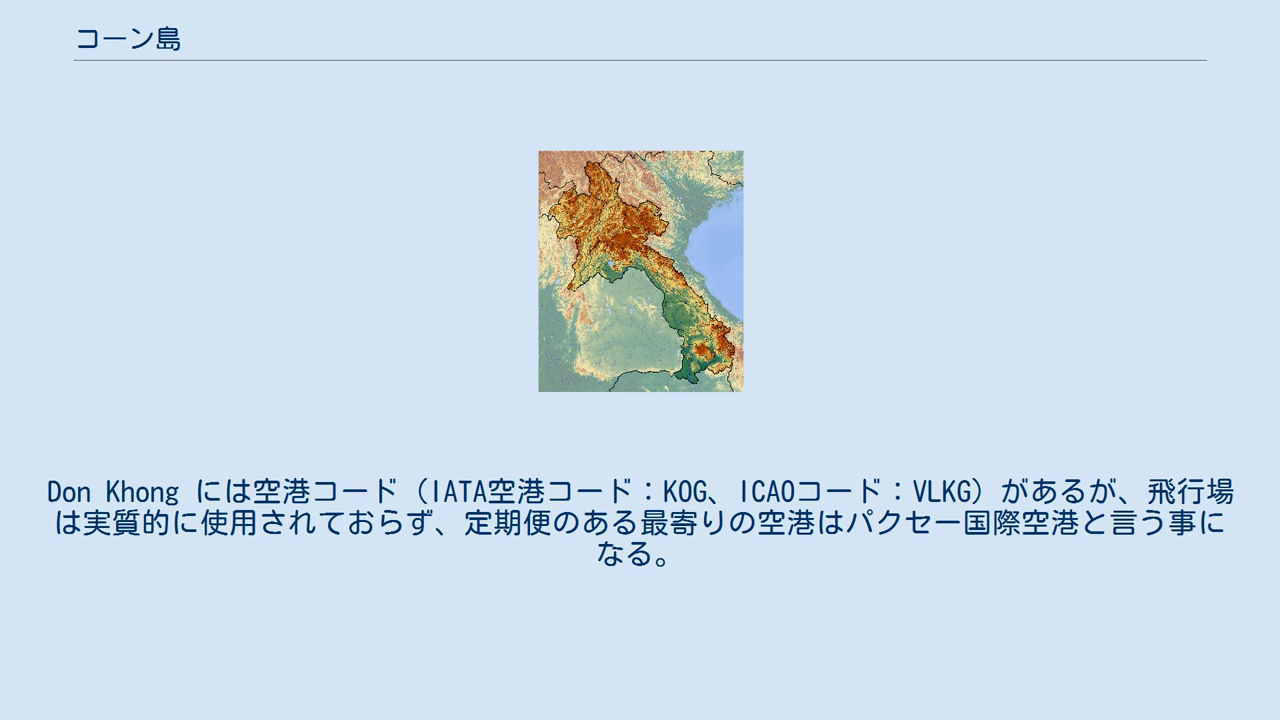 コーン島
Don Khong には空港コード（IATA空港コード：KOG、ICAOコード：VLKG）があるが、飛行場
は実質的に使用されておらず、定期便のある最寄りの空港はパクセー国際空港と言う事に
なる。